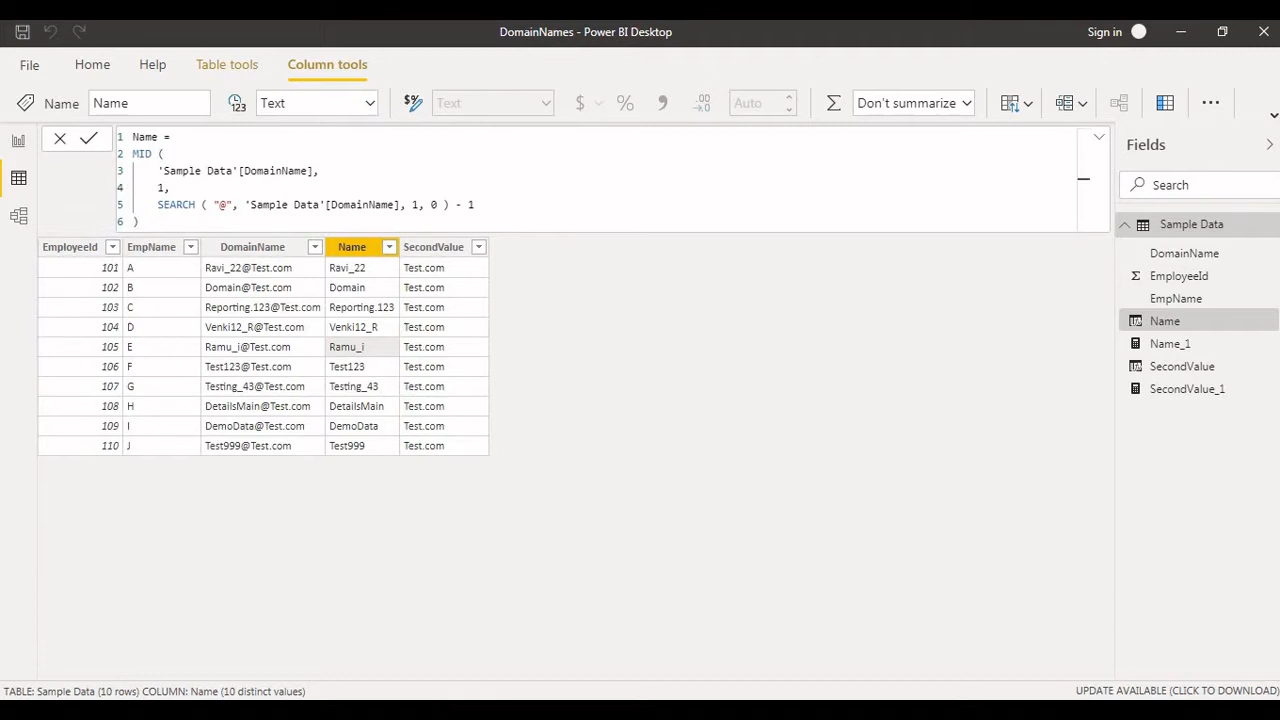 DomainNames - Power BI Desktop
Sign in
File Home Help Table tools Column tools
Name Name 123 Text $% Text $ % , .00 Auto Σ Don't summarize
1 Name =
2 MID (
3 'Sample Data'[DomainName],
4 1,
5 SEARCH ( "@", 'Sample Data'[DomainName], 1, 0 ) - 1
6 )
EmployeeId EmpName DomainName Name SecondValue
101 A Ravi_22@Test.com Ravi_22 Test.com
102 B Domain@Test.com Domain Test.com
103 C Reporting.123@Test.com Reporting.123 Test.com
104 D Venki12_R@Test.com Venki12_R Test.com
105 E Ramu_i@Test.com Ramu_i Test.com
106 F Test123@Test.com Test123 Test.com
107 G Testing_43@Test.com Testing_43 Test.com
108 H DetailsMain@Test.com DetailsMain Test.com
109 I DemoData@Test.com DemoData Test.com
110 J Test999@Test.com Test999 Test.com
Fields
Search
Sample Data
DomainName
Σ EmployeeId
EmpName
Name
Name_1
SecondValue
SecondValue_1
TABLE: Sample Data (10 rows) COLUMN: Name (10 distinct values)
UPDATE AVAILABLE (CLICK TO DOWNLOAD)